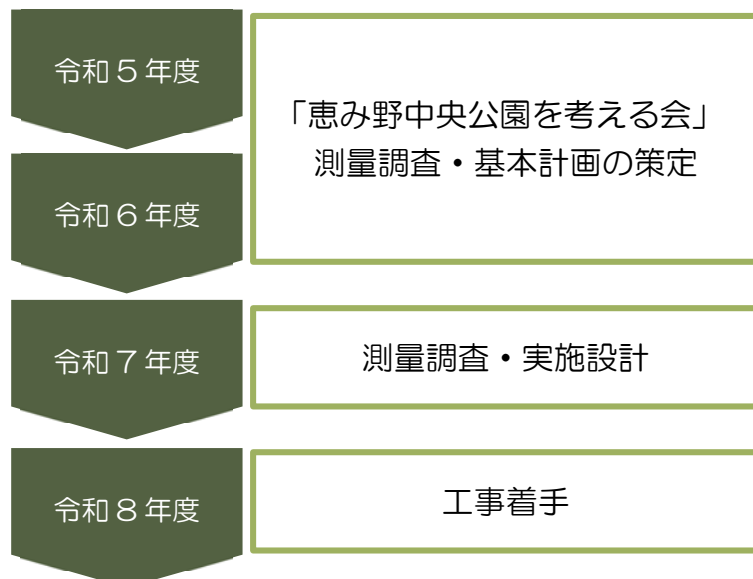 令和５年度
「恵み野中央公園を考える会」
測量調査・基本計画の策定
令和６年度
令和７年度
測量調査・実施設計
令和８年度
工事着手